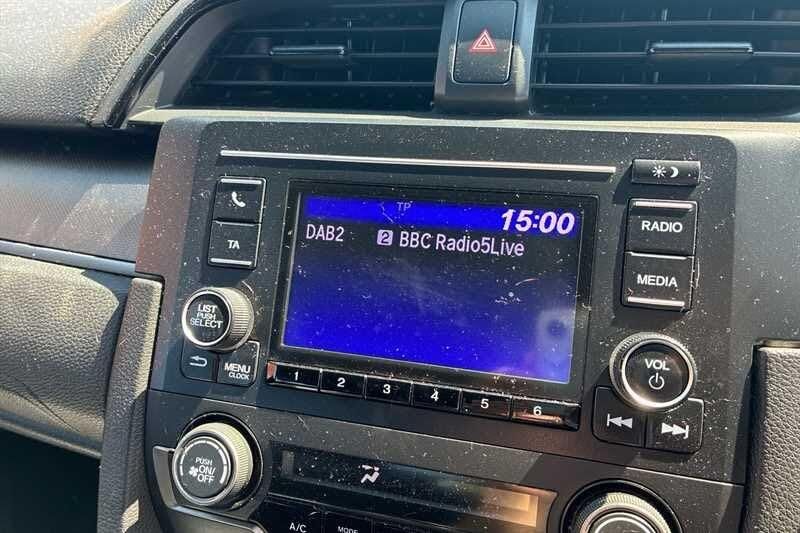 TP
15:00
DAB2 2 BBC Radio5Live
TA
RADIO
MEDIA
LIST
PUSH
SELECT
MENU
CLOCK
VOL
1 2 3 4 5 6
PUSH
ON/
OFF
A/C
MODE